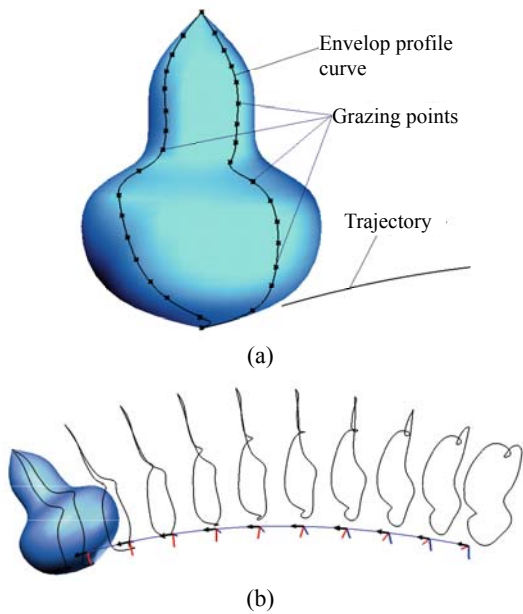 Envelop profile
curve
Grazing points
Trajectory
(a)
(b)